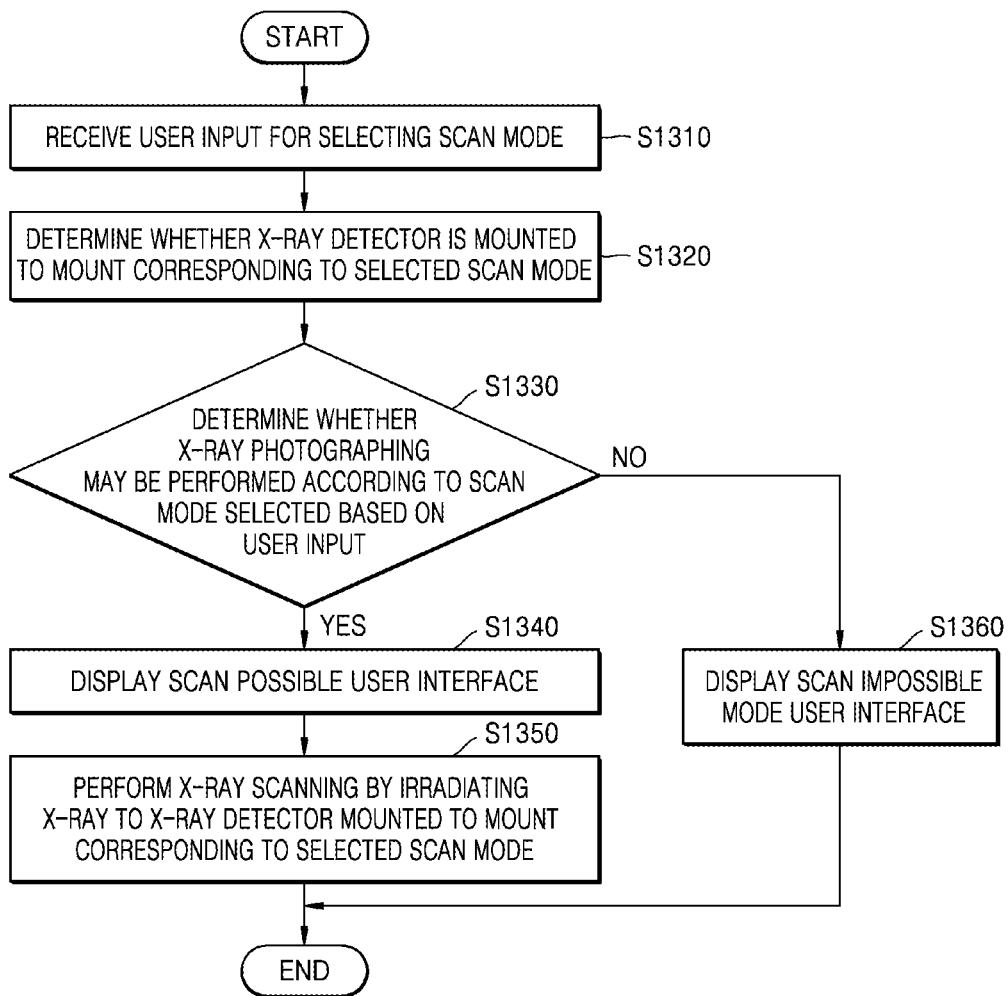 START
RECEIVE USER INPUT FOR SELECTING SCAN MODE
S1310
DETERMINE WHETHER X-RAY DETECTOR IS MOUNTED
TO MOUNT CORRESPONDING TO SELECTED SCAN MODE
S1320
S1330
DETERMINE WHETHER
X-RAY PHOTOGRAPHING
MAY BE PERFORMED ACCORDING TO SCAN
MODE SELECTED BASED ON
USER INPUT
NO
YES
S1340
DISPLAY SCAN POSSIBLE USER INTERFACE
S1360
DISPLAY SCAN IMPOSSIBLE
MODE USER INTERFACE
S1350
PERFORM X-RAY SCANNING BY IRRADIATING
X-RAY TO X-RAY DETECTOR MOUNTED TO MOUNT
CORRESPONDING TO SELECTED SCAN MODE
END